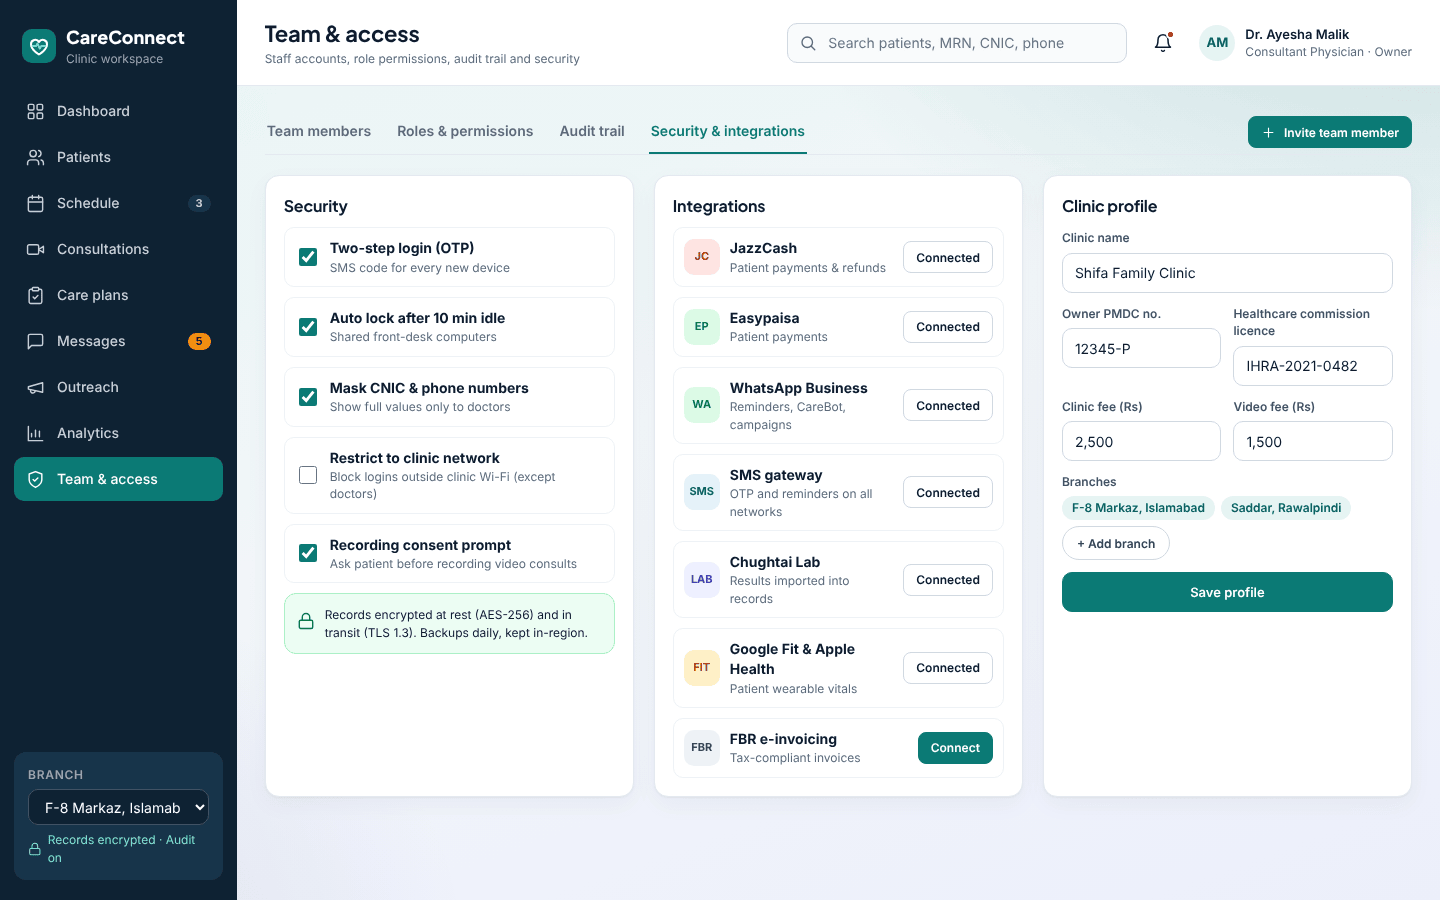 CareConnect
Clinic workspace
Dashboard
Patients
Schedule 3
Consultations
Care plans
Messages 5
Outreach
Analytics
Team & access
BRANCH
F-8 Markaz, Islamab
Records encrypted · Audit
on
Team & access
Staff accounts, role permissions, audit trail and security
Search patients, MRN, CNIC, phone
AM
Dr. Ayesha Malik
Consultant Physician · Owner
Team members Roles & permissions Audit trail Security & integrations
Invite team member
Security
Two-step login (OTP)
SMS code for every new device
Auto lock after 10 min idle
Shared front-desk computers
Mask CNIC & phone numbers
Show full values only to doctors
Restrict to clinic network
Block logins outside clinic Wi-Fi (except
doctors)
Recording consent prompt
Ask patient before recording video consults
Records encrypted at rest (AES-256) and in
transit (TLS 1.3). Backups daily, kept in-region.
Integrations
JC
JazzCash
Patient payments & refunds
Connected
EP
Easypaisa
Patient payments
Connected
WA
WhatsApp Business
Reminders, CareBot,
campaigns
Connected
SMS
SMS gateway
OTP and reminders on all
networks
Connected
LAB
Chughtai Lab
Results imported into
records
Connected
FIT
Google Fit & Apple
Health
Patient wearable vitals
Connected
FBR
FBR e-invoicing
Tax-compliant invoices
Connect
Clinic profile
Clinic name
Shifa Family Clinic
Owner PMDC no.
12345-P
Healthcare commission
licence
IHRA-2021-0482
Clinic fee (Rs)
2,500
Video fee (Rs)
1,500
Branches
F-8 Markaz, Islamabad Saddar, Rawalpindi
+ Add branch
Save profile